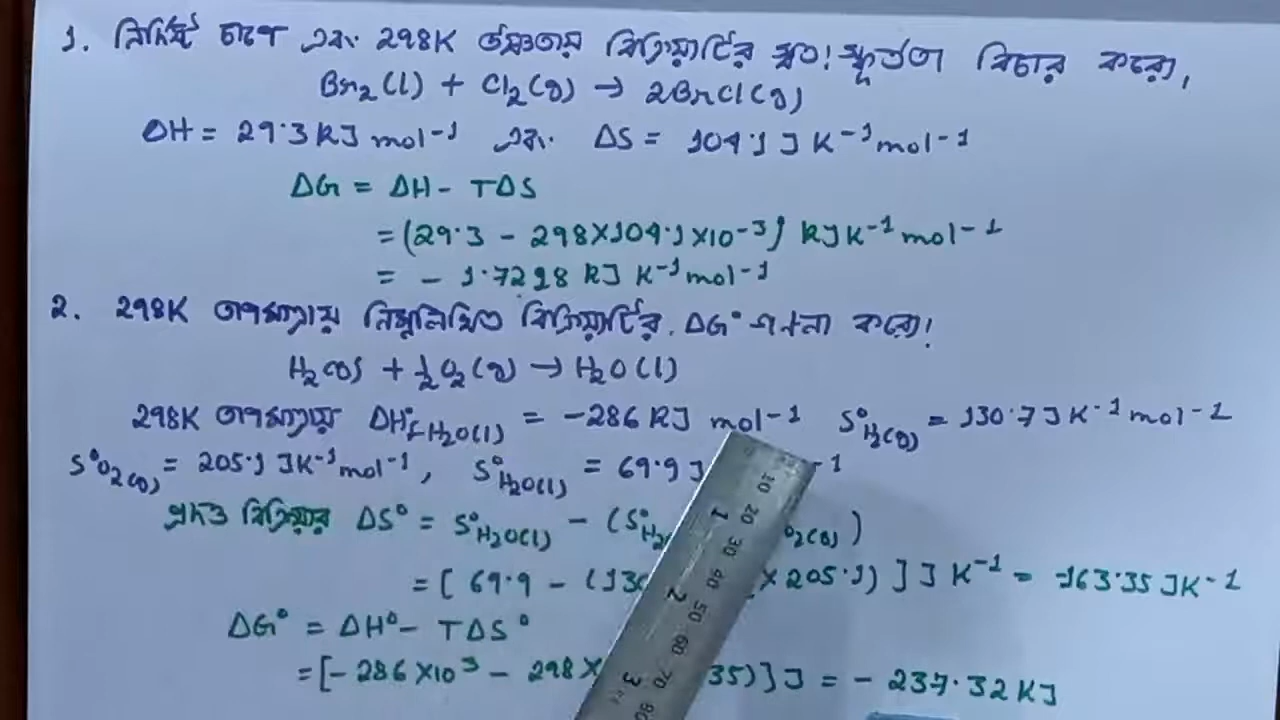 ১. নির্দিষ্ট চাপে এবং 298K উষ্ণতায় বিক্রিয়াটির স্বতঃস্ফূর্ততা বিচার করো,
Br₂(l) + Cl₂(g) → 2BrCl(g)
ΔH = 29.3 KJ mol⁻¹ এবং ΔS = 104.1 J K⁻¹ mol⁻¹
ΔG = ΔH - TΔS
= (29.3 - 298×104.1×10⁻³) KJ K⁻¹ mol⁻¹
= - 1.7218 KJ K⁻¹ mol⁻¹
২. 298K তাপমাত্রায় নিম্নলিখিত বিক্রিয়াটির ΔG° গণনা করো!
H₂(g) + ½O₂(g) → H₂O(l)
298K তাপমাত্রায় ΔH°f H₂O(l) = -286 KJ mol⁻¹ S°H₂(g) = 130.7 J K⁻¹ mol⁻¹
S°O₂(g) = 205.1 JK⁻¹ mol⁻¹, S°H₂O(l) = 69.9 J ⁻¹
প্রদত্ত বিক্রিয়ার ΔS° = S°H₂O(l) - (S°H₂ O₂(g))
= [69.9 - (130 ×205.1)] J K⁻¹ = -163.35 JK⁻¹
ΔG° = ΔH° - TΔS°
= [-286×10³ - 298× 35)] J = - 237.32 KJ